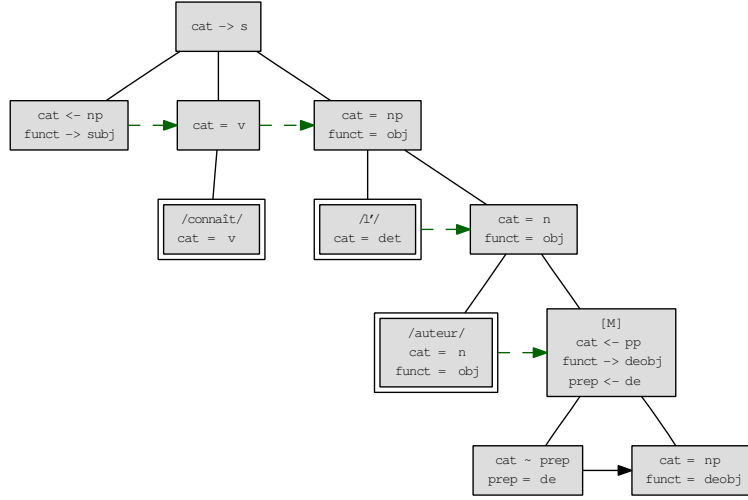 cat -> s
cat <- np
funct -> subj
cat = v
cat = np
funct = obj
/connaît/
cat = v
/l'/
cat = det
cat = n
funct = obj
/auteur/
cat = n
funct = obj
[M]
cat <- pp
funct -> deobj
prep <- de
cat ~ prep
prep = de
cat = np
funct = deobj